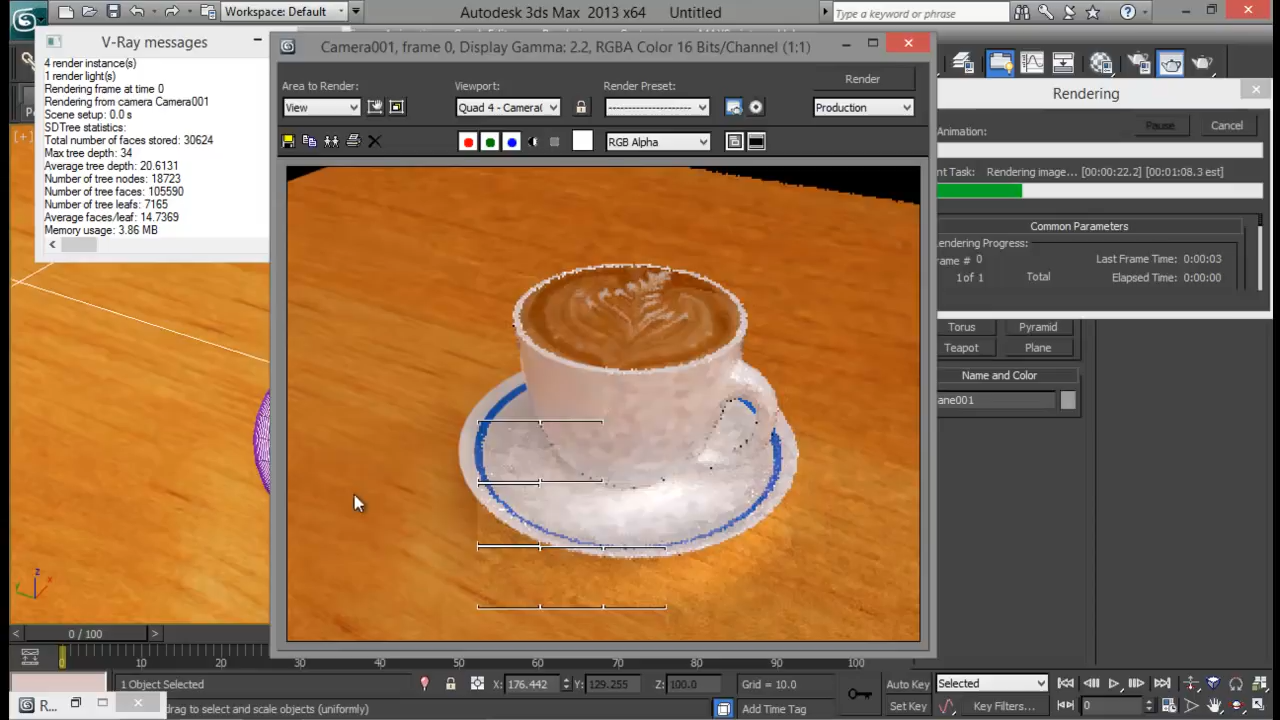 Workspace: Default
Autodesk 3ds Max 2013 x64 Untitled
Type a keyword or phrase
V-Ray messages
4 render instance(s)
1 render light(s)
Rendering frame at time 0
Rendering from camera Camera001
Scene setup: 0.0 s
SDTree statistics:
Total number of faces stored: 30624
Max tree depth: 34
Average tree depth: 20.6131
Number of tree nodes: 18723
Number of tree faces: 105590
Number of tree leafs: 7165
Average faces/leaf: 14.7369
Memory usage: 3.86 MB
Camera001, frame 0, Display Gamma: 2.2, RGBA Color 16 Bits/Channel (1:1)
Area to Render:
View
Viewport:
Quad 4 - Camera(
Render Preset:
Render
Production
RGB Alpha
Rendering
Animation:
Pause
Cancel
nt Task: Rendering image... [00:00:22.2] [00:01:08.3 est]
Common Parameters
endering Progress:
rame # 0
Last Frame Time: 0:00:03
1 of 1 Total
Elapsed Time: 0:00:00
Torus
Pyramid
Teapot
Plane
Name and Color
ane001
[+]
z
x
0 / 100
0 10 20 30 40 50 60 70 80 90 100
1 Object Selected
X: 176.442 Y: 129.255 Z: 100.0
Grid = 10.0
Auto Key
Selected
R...
drag to select and scale objects (uniformly)
Add Time Tag
Set Key
Key Filters...
0